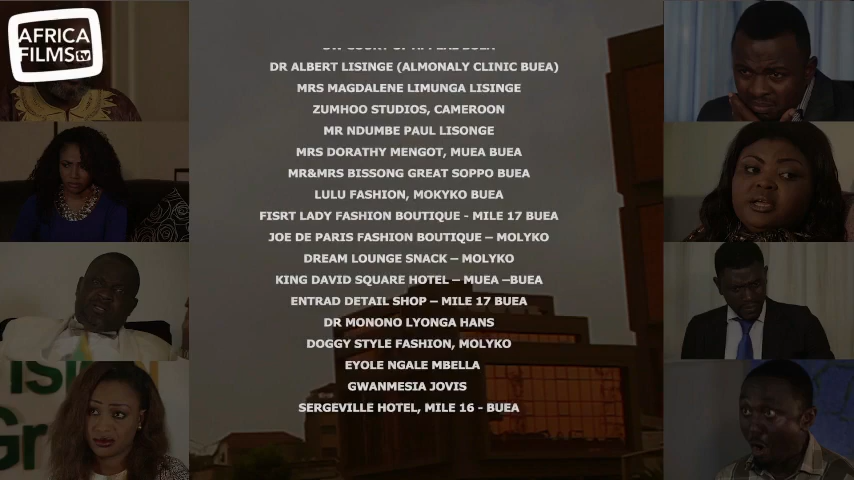 AFRICA
FILMS tv
DR ALBERT LISINGE (ALMONALY CLINIC BUEA)
MRS MAGDALENE LIMUNGA LISINGE
ZUMHOO STUDIOS, CAMEROON
MR NDUMBE PAUL LISONGE
MRS DORATHY MENGOT, MUEA BUEA
MR&MRS BISSONG GREAT SOPPO BUEA
LULU FASHION, MOKYKO BUEA
FISRT LADY FASHION BOUTIQUE - MILE 17 BUEA
JOE DE PARIS FASHION BOUTIQUE – MOLYKO
DREAM LOUNGE SNACK – MOLYKO
KING DAVID SQUARE HOTEL – MUEA –BUEA
ENTRAD DETAIL SHOP – MILE 17 BUEA
DR MONONO LYONGA HANS
DOGGY STYLE FASHION, MOLYKO
EYOLE NGALE MBELLA
GWANMESIA JOVIS
SERGEVILLE HOTEL, MILE 16 - BUEA